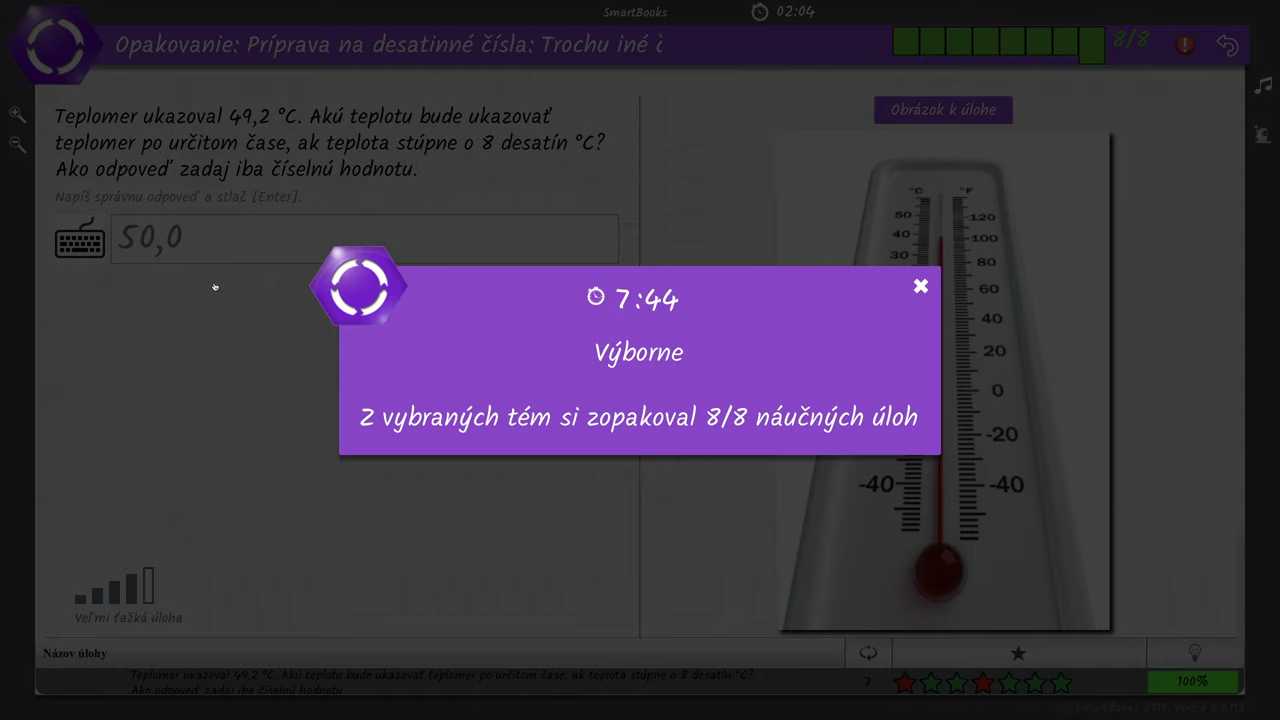 SmartBooks
02:04
Opakovanie: Príprava na desatinné čísla: Trochu iné č
8/8
Teplomer ukazoval 49,2 °C. Akú teplotu bude ukazovať
teplomer po určitom čase, ak teplota stúpne o 8 desatín °C?
Ako odpoveď zadaj iba číselnú hodnotu.
Napíš správnu odpoveď a stlač [Enter].
50,0
Obrázok k úlohe
°C °F
50 120
40 100
30 80
60
40
20
0
-20
-40 -40
7:44
Výborne
Z vybraných tém si zopakoval 8/8 náučných úloh
Veľmi ťažká úloha
Názov úlohy
Teplomer ukazoval 49,2 °C. Akú teplotu bude ukazovať teplomer po určitom čase, ak teplota stúpne o 8 desatín °C?
Ako odpoveď zadaj iba číselnú hodnotu.
7
100%
© SmartBooks 2019. Verzia